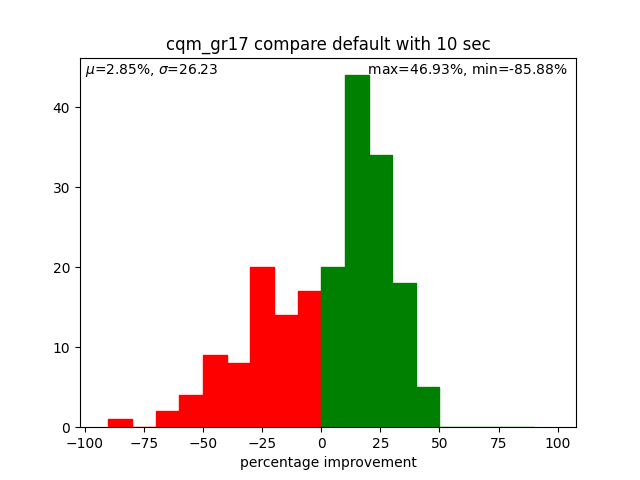 cqm_gr17 compare default with 10 sec
μ=2.85%, σ=26.23 max=46.93%, min=-85.88%
40
30
20
10
0
−100 −75 −50 −25 0 25 50 75 100
percentage improvement